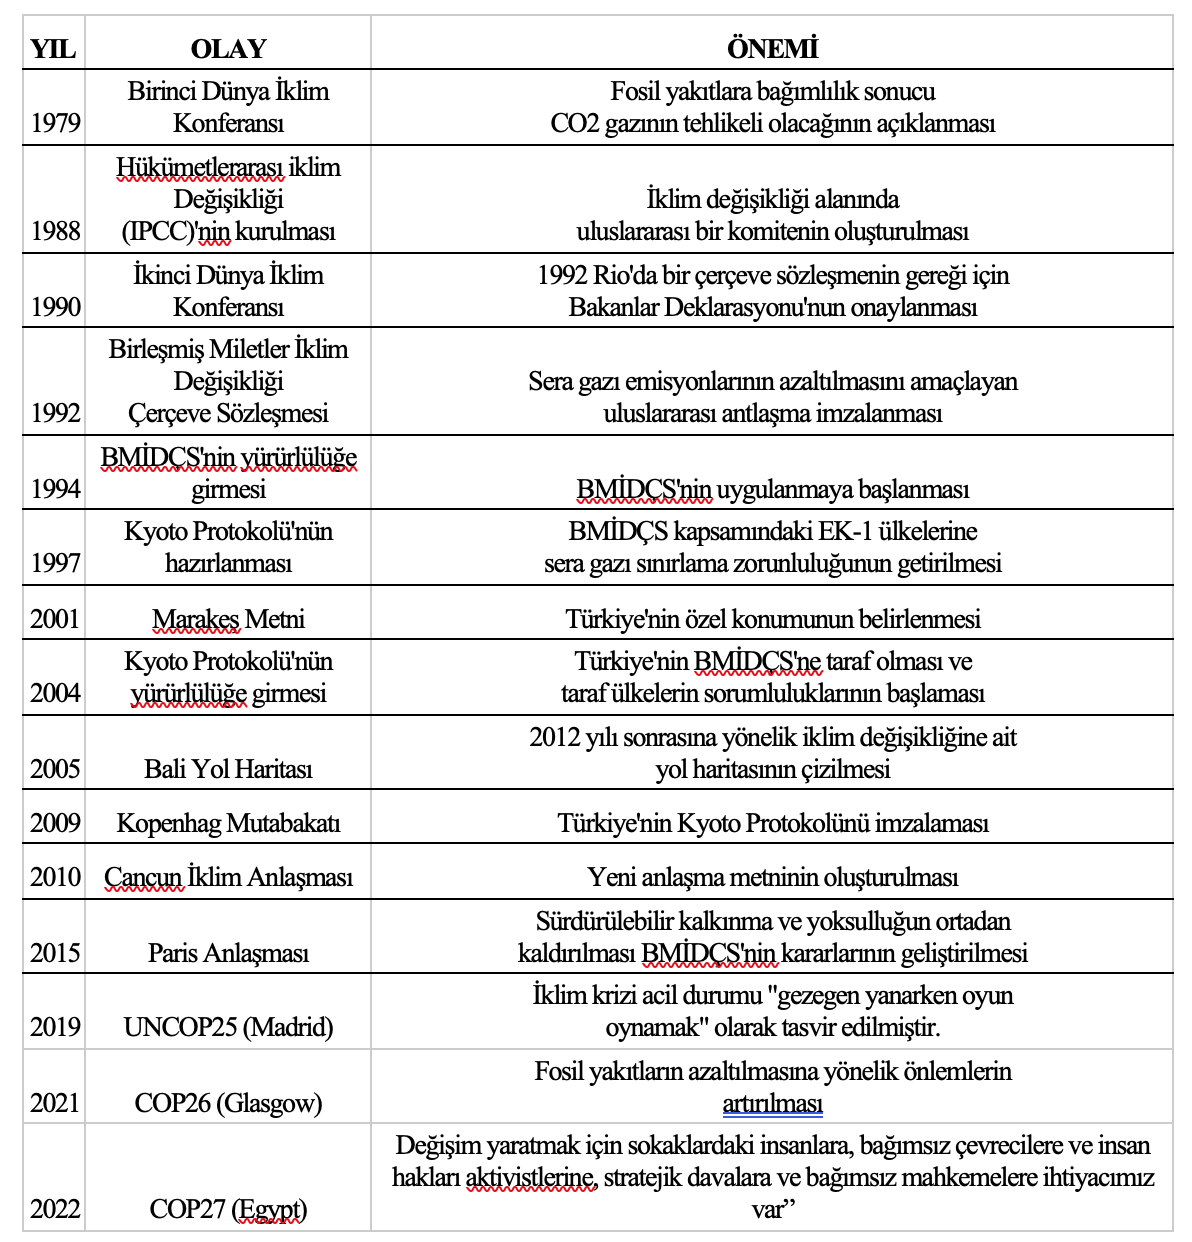 YIL OLAY ÖNEMİ
Birinci Dünya İklim
Konferansı
1979
Fosil yakıtlara bağımlılık sonucu
CO2 gazının tehlikeli olacağının açıklanması
Hükümetlerarası iklim
Değişikliği
(IPCC)'nin kurulması
1988
İklim değişikliği alanında
uluslararası bir komitenin oluşturulması
İkinci Dünya İklim
Konferansı
1990
1992 Rio'da bir çerçeve sözleşmenin gereği için
Bakanlar Deklarasyonu'nun onaylanması
Birleşmiş Miletler İklim
Değişikliği
Çerçeve Sözleşmesi
1992
Sera gazı emisyonlarının azaltılmasını amaçlayan
uluslararası antlaşma imzalanması
BMİDÇS'nin yürürlülüğe
girmesi
1994
BMİDÇS'nin uygulanmaya başlanması
Kyoto Protokolü'nün
hazırlanması
1997
BMİDÇS kapsamındaki EK-1 ülkelerine
sera gazı sınırlama zorunluluğunun getirilmesi
2001 Marakeş Metni Türkiye'nin özel konumunun belirlenmesi
Kyoto Protokolü'nün
yürürlülüğe girmesi
2004
Türkiye'nin BMİDÇS'ne taraf olması ve
taraf ülkelerin sorumluluklarının başlaması
2005 Bali Yol Haritası
2012 yılı sonrasına yönelik iklim değişikliğine ait
yol haritasının çizilmesi
2009 Kopenhag Mutabakatı Türkiye'nin Kyoto Protokolünü imzalaması
2010 Cancun İklim Anlaşması Yeni anlaşma metninin oluşturulması
2015 Paris Anlaşması
Sürdürülebilir kalkınma ve yoksulluğun ortadan
kaldırılması BMİDÇS'nin kararlarının geliştirilmesi
2019 UNCOP25 (Madrid)
İklim krizi acil durumu "gezegen yanarken oyun
oynamak" olarak tasvir edilmiştir.
2021 COP26 (Glasgow)
Fosil yakıtların azaltılmasına yönelik önlemlerin
artırılması
2022 COP27 (Egypt)
Değişim yaratmak için sokaklardaki insanlara, bağımsız çevrecilere ve insan
hakları aktivistlerine, stratejik davalara ve bağımsız mahkemelere ihtiyacımız
var”